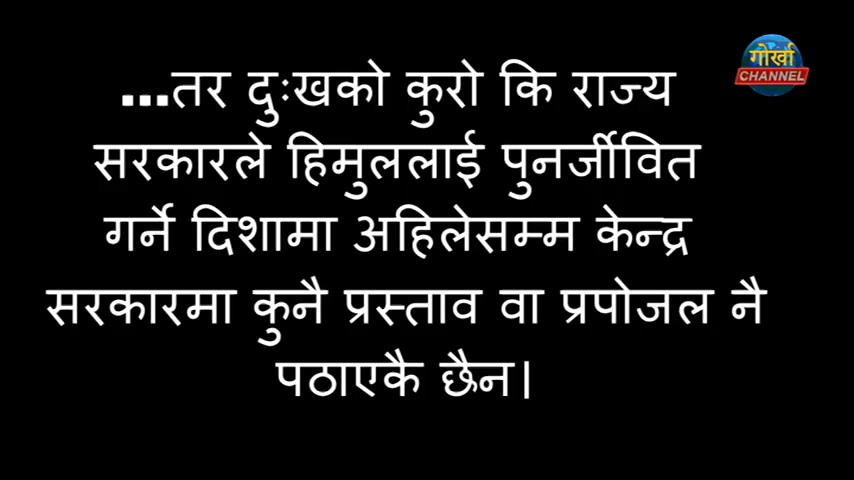 गोर्खा
CHANNEL
...तर दुःखको कुरो कि राज्य
सरकारले हिमुललाई पुनर्जीवित
गर्ने दिशामा अहिलेसम्म केन्द्र
सरकारमा कुनै प्रस्ताव वा प्रपोजल नै
पठाएकै छैन।